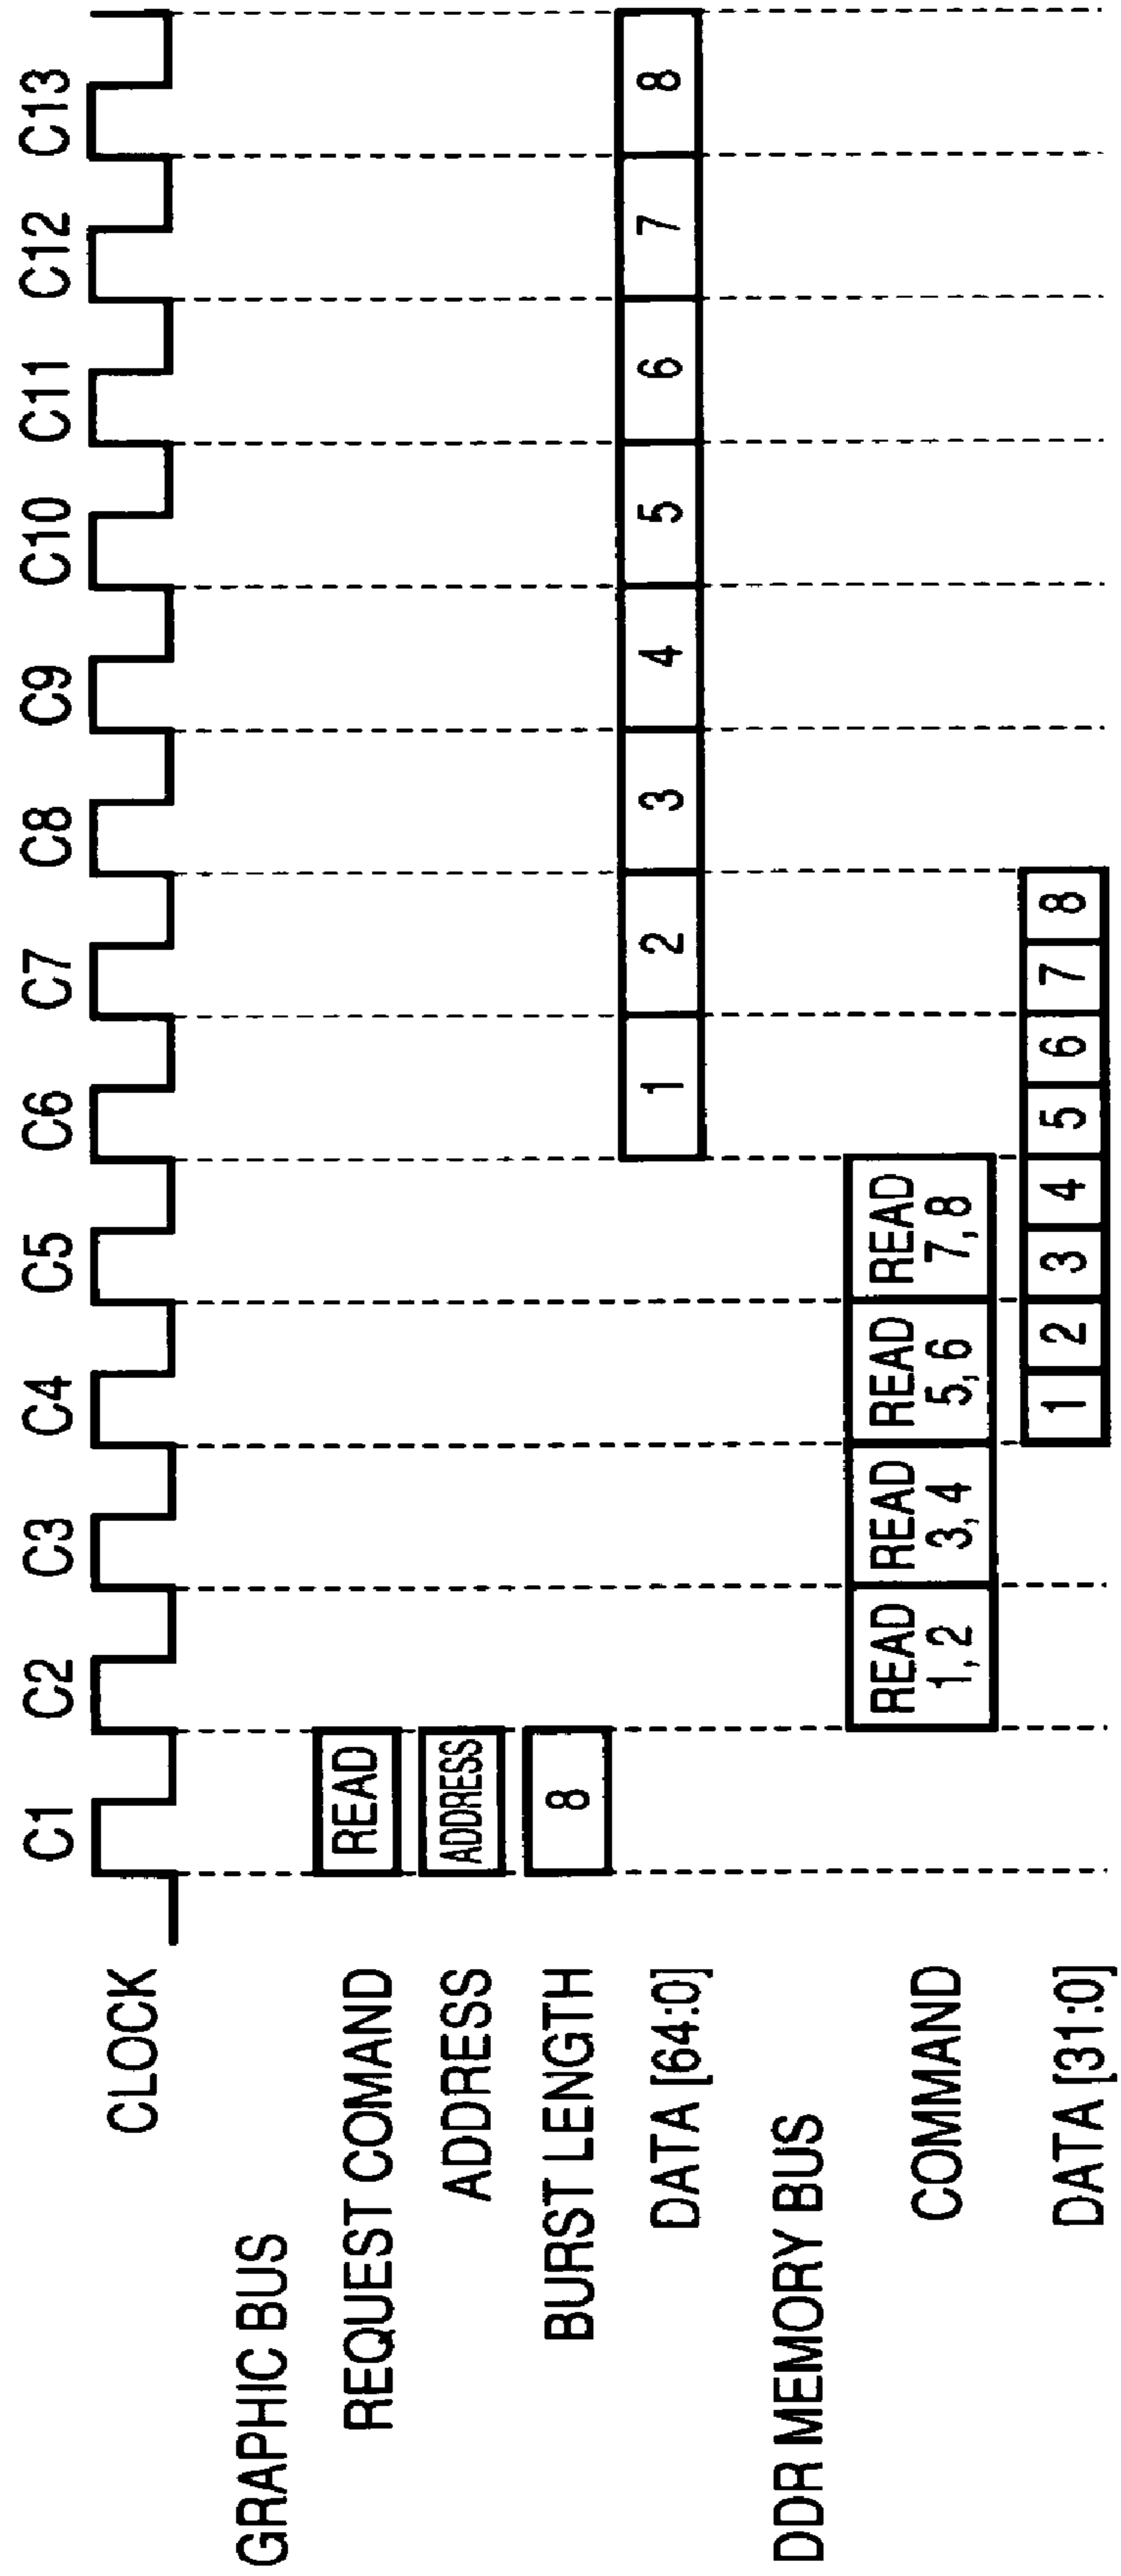 CLOCK C1 C2 C3 C4 C5 C6 C7 C8 C9 C10 C11 C12 C13
GRAPHIC BUS
REQUEST COMAND READ
ADDRESS ADDRESS
BURST LENGTH 8
DATA [64:0] 1 2 3 4 5 6 7 8
DDR MEMORY BUS
COMMAND READ 1, 2 READ 3, 4 READ 5, 6 READ 7, 8
DATA [31:0] 1 2 3 4 5 6 7 8